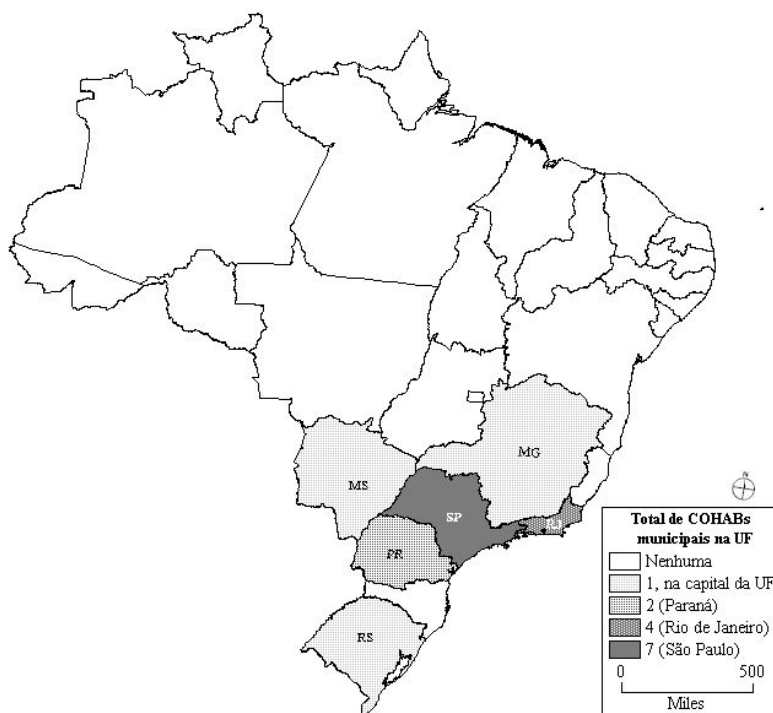 MG
MS
SP
RJ
PR
RS
N
Total de COHABs
municipais na UF
Nenhuma
1, na capital da UF
2 (Paraná)
4 (Rio de Janeiro)
7 (São Paulo)
0 500
Miles